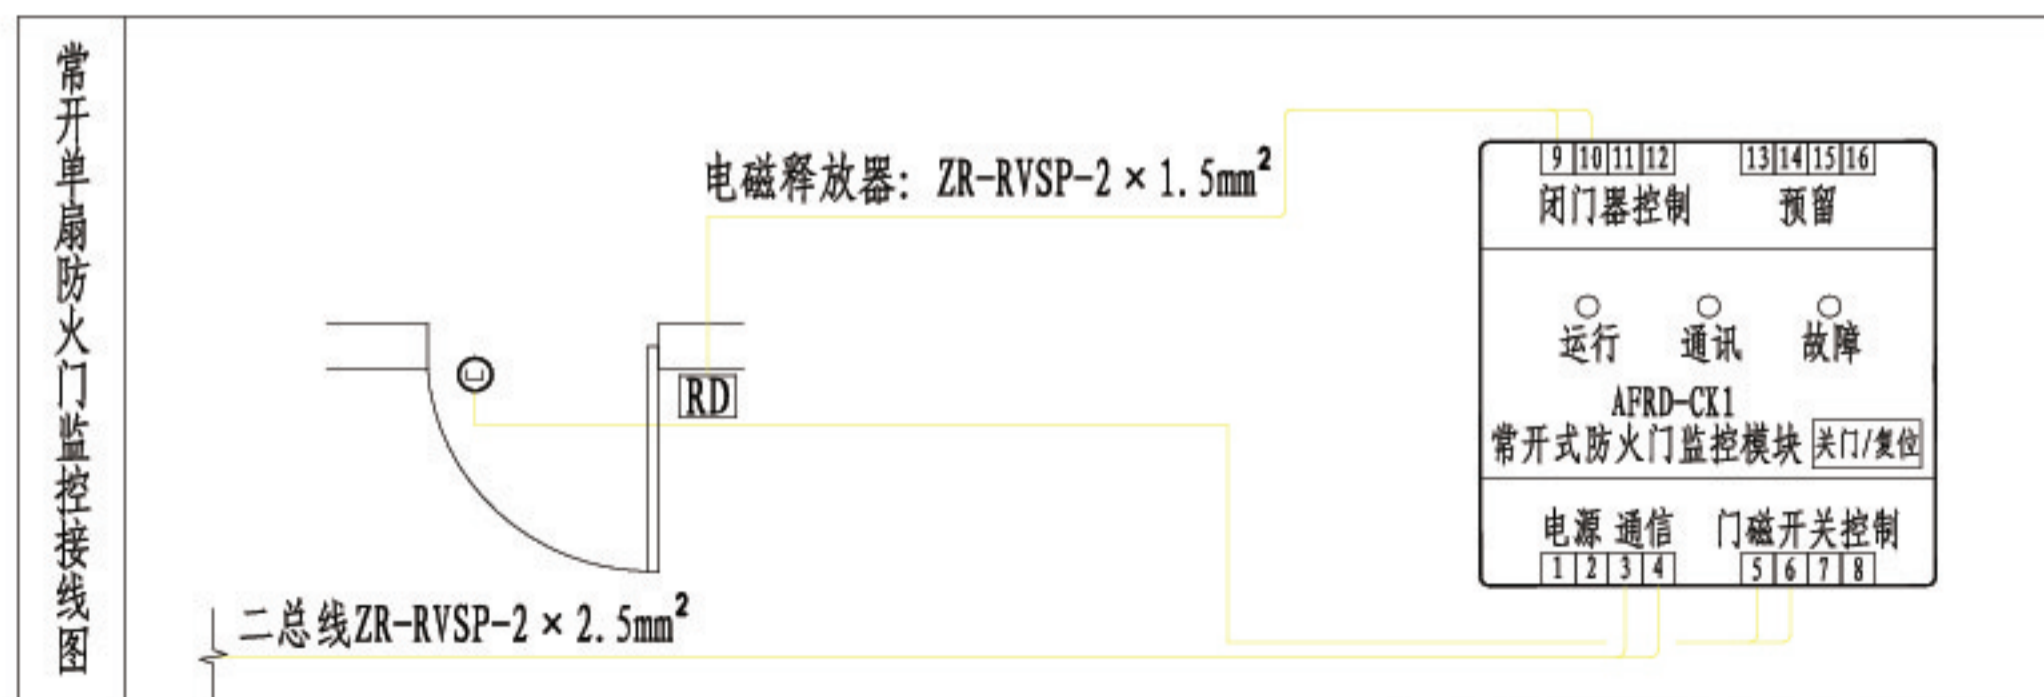 常开单扇防火门监控接线图
电磁释放器: ZR-RVSP-2×1.5mm²
9 10 11 12 13 14 15 16
闭门器控制 预留
运行 通讯 故障
AFRD-CK1
常开式防火门监控模块 关门/复位
RD
电源 通信 门磁开关控制
1 2 3 4 5 6 7 8
二总线ZR-RVSP-2×2.5mm²